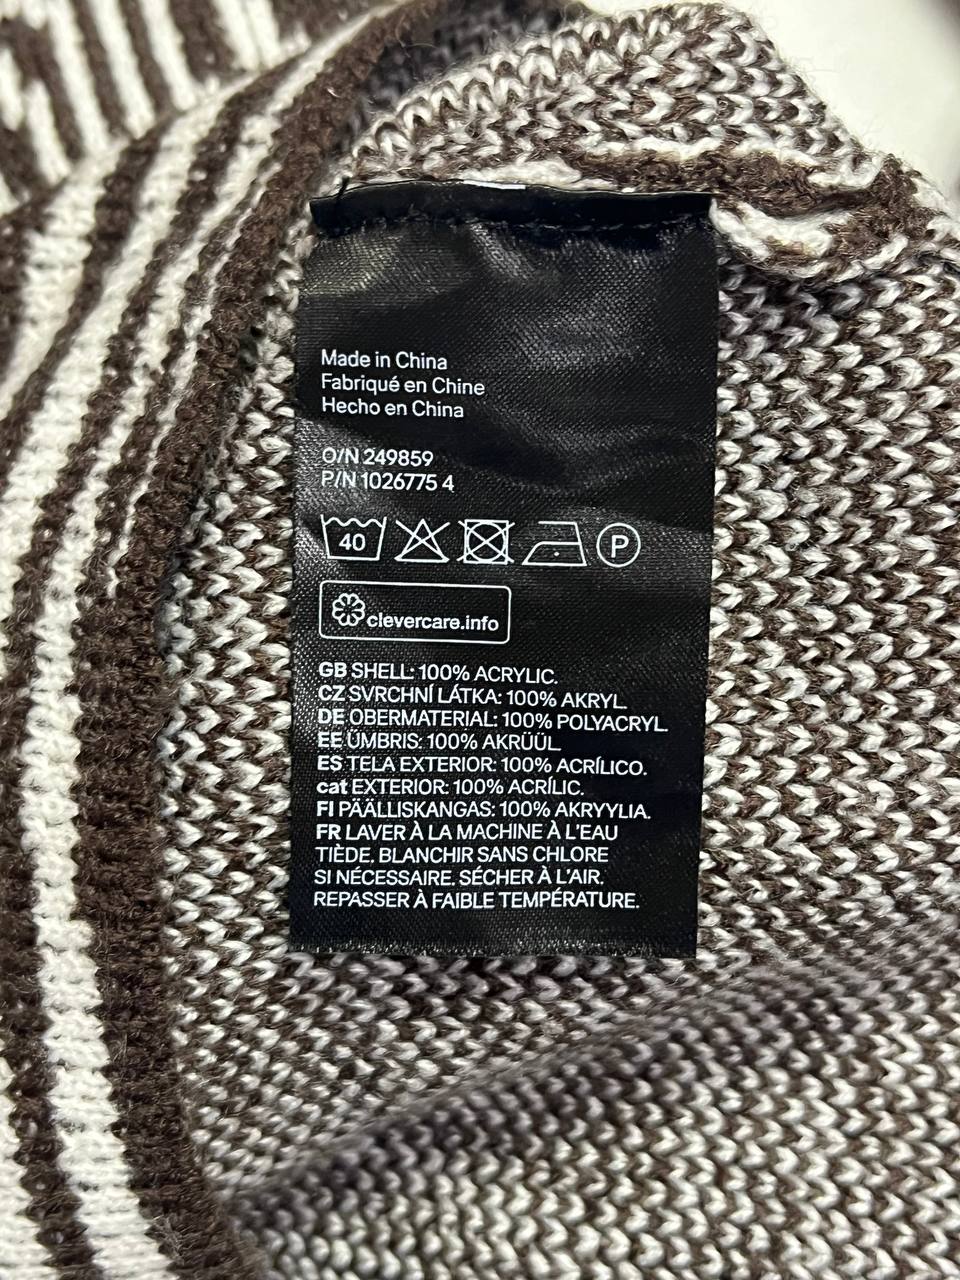 Made in China
Fabriqué en Chine
Hecho en China
O/N 249859
P/N 1026775 4
40 P
clevercare.info
GB SHELL: 100% ACRYLIC.
CZ SVRCHNÍ LÁTKA: 100% AKRYL.
DE OBERMATERIAL: 100% POLYACRYL.
EE ÜMBRIS: 100% AKRÜÜL.
ES TELA EXTERIOR: 100% ACRÍLICO.
cat EXTERIOR: 100% ACRÍLIC.
FI PÄÄLLISKANGAS: 100% AKRYYLIA.
FR LAVER À LA MACHINE À L'EAU
TIÈDE. BLANCHIR SANS CHLORE
SI NÉCESSAIRE. SÉCHER À L'AIR.
REPASSER À FAIBLE TEMPÉRATURE.